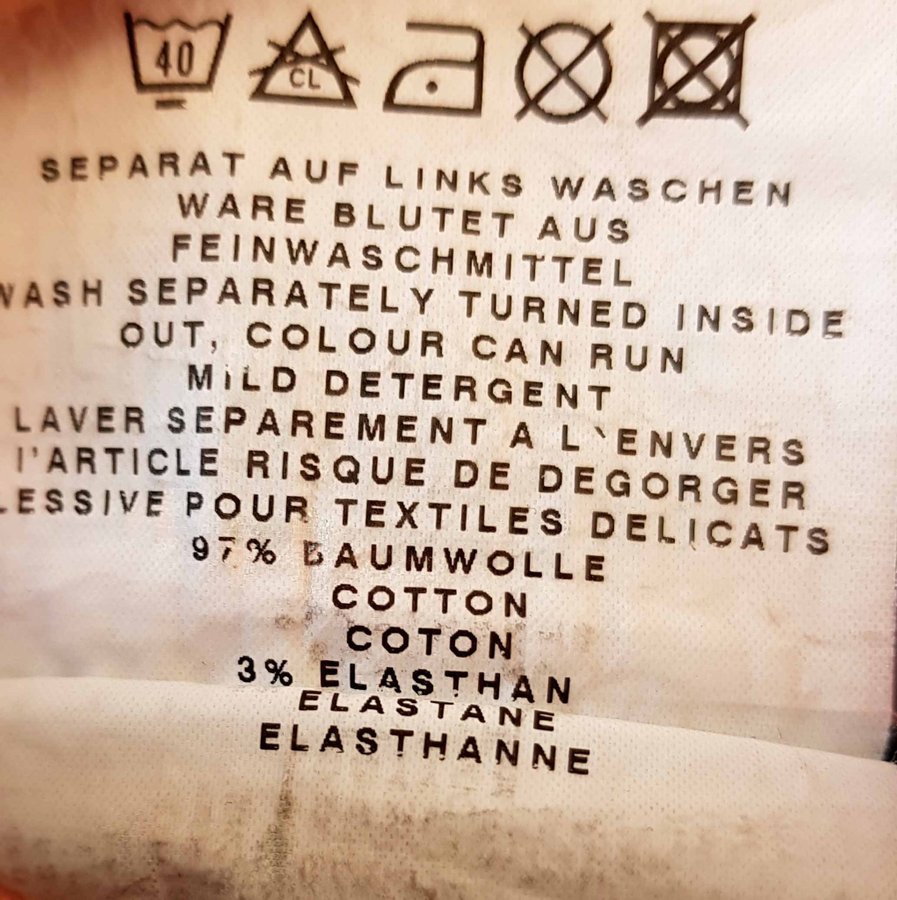 40 CL
SEPARAT AUF LINKS WASCHEN
WARE BLUTET AUS
FEINWASCHMITTEL
WASH SEPARATELY TURNED INSIDE
OUT, COLOUR CAN RUN
MILD DETERGENT
LAVER SEPAREMENT A L`ENVERS
l'ARTICLE RISQUE DE DEGORGER
LESSIVE POUR TEXTILES DELICATS
97% BAUMWOLLE
COTTON
COTON
3% ELASTHAN
ELASTANE
ELASTHANNE